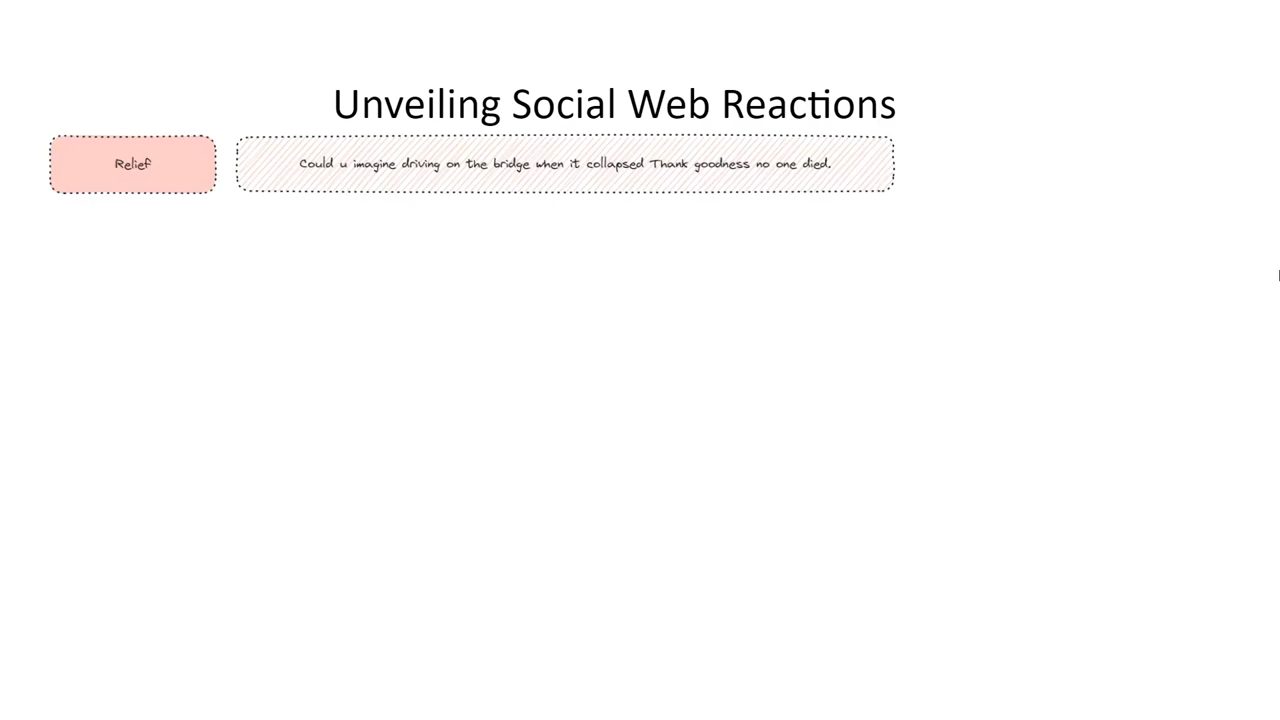 Unveiling Social Web Reactions
Relief
Could u imagine driving on the bridge when it collapsed Thank goodness no one died.